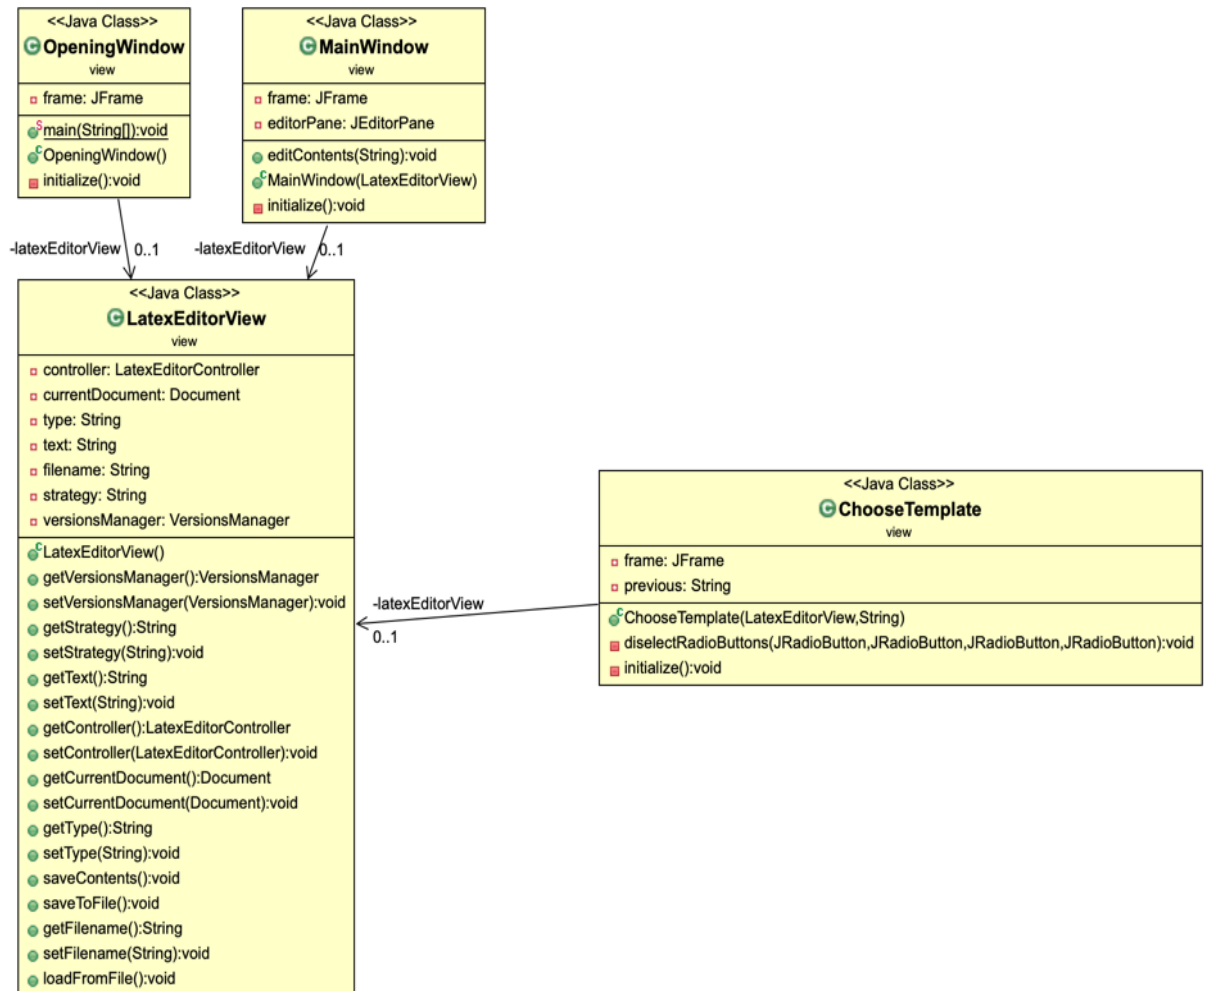 <<Java Class>>
OpeningWindow
view
frame: JFrame
main(String[]):void
OpeningWindow()
initialize():void
<<Java Class>>
MainWindow
view
frame: JFrame
editorPane: JEditorPane
editContents(String):void
MainWindow(LatexEditorView)
initialize():void
-latexEditorView 0..1
-latexEditorView 0..1
<<Java Class>>
LatexEditorView
view
controller: LatexEditorController
currentDocument: Document
type: String
text: String
filename: String
strategy: String
versionsManager: VersionsManager
LatexEditorView()
getVersionsManager():VersionsManager
setVersionsManager(VersionsManager):void
getStrategy():String
setStrategy(String):void
getText():String
setText(String):void
getController():LatexEditorController
setController(LatexEditorController):void
getCurrentDocument():Document
setCurrentDocument(Document):void
getType():String
setType(String):void
saveContents():void
saveToFile():void
getFilename():String
setFilename(String):void
loadFromFile():void
-latexEditorView
0..1
<<Java Class>>
ChooseTemplate
view
frame: JFrame
previous: String
ChooseTemplate(LatexEditorView,String)
diselectRadioButtons(JRadioButton,JRadioButton,JRadioButton,JRadioButton):void
initialize():void